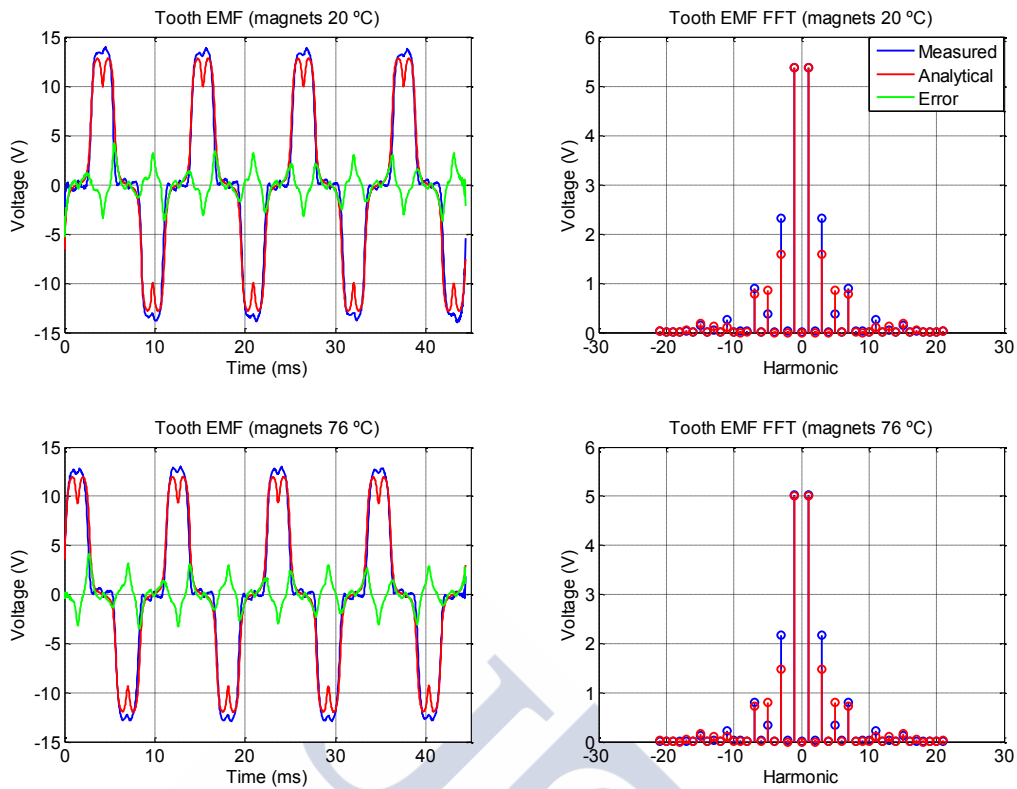 Tooth EMF (magnets 20 ºC)
15
10
5
0
-5
-10
-15
0 10 20 30 40
Voltage (V)
Time (ms)
Tooth EMF FFT (magnets 20 ºC)
6
5
4
3
2
1
0
-30 -20 -10 0 10 20 30
Voltage (V)
Harmonic
Measured
Analytical
Error
Tooth EMF (magnets 76 ºC)
15
10
5
0
-5
-10
-15
0 10 20 30 40
Voltage (V)
Time (ms)
Tooth EMF FFT (magnets 76 ºC)
6
5
4
3
2
1
0
-30 -20 -10 0 10 20 30
Voltage (V)
Harmonic